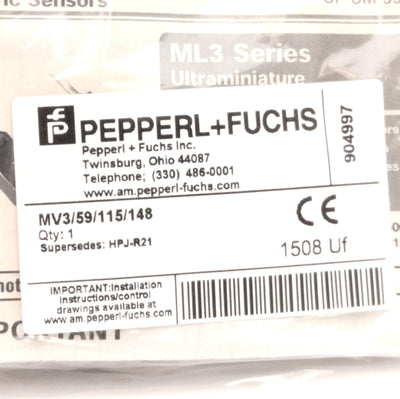 ic Sensors
ML3 Series
Ultraminiature
PEPPERL+FUCHS
Pepperl + Fuchs Inc.
Twinsburg, Ohio 44087
Telephone; (330) 486-0001
www.am.pepperl-fuchs.com
904997
MV3/59/115/148
Qty: 1
Supersedes: HPJ-R21
CE
1508 Uf
IMPORTANT:Installation
instructions/control
drawings available at
www.am.pepperl-fuchs.com